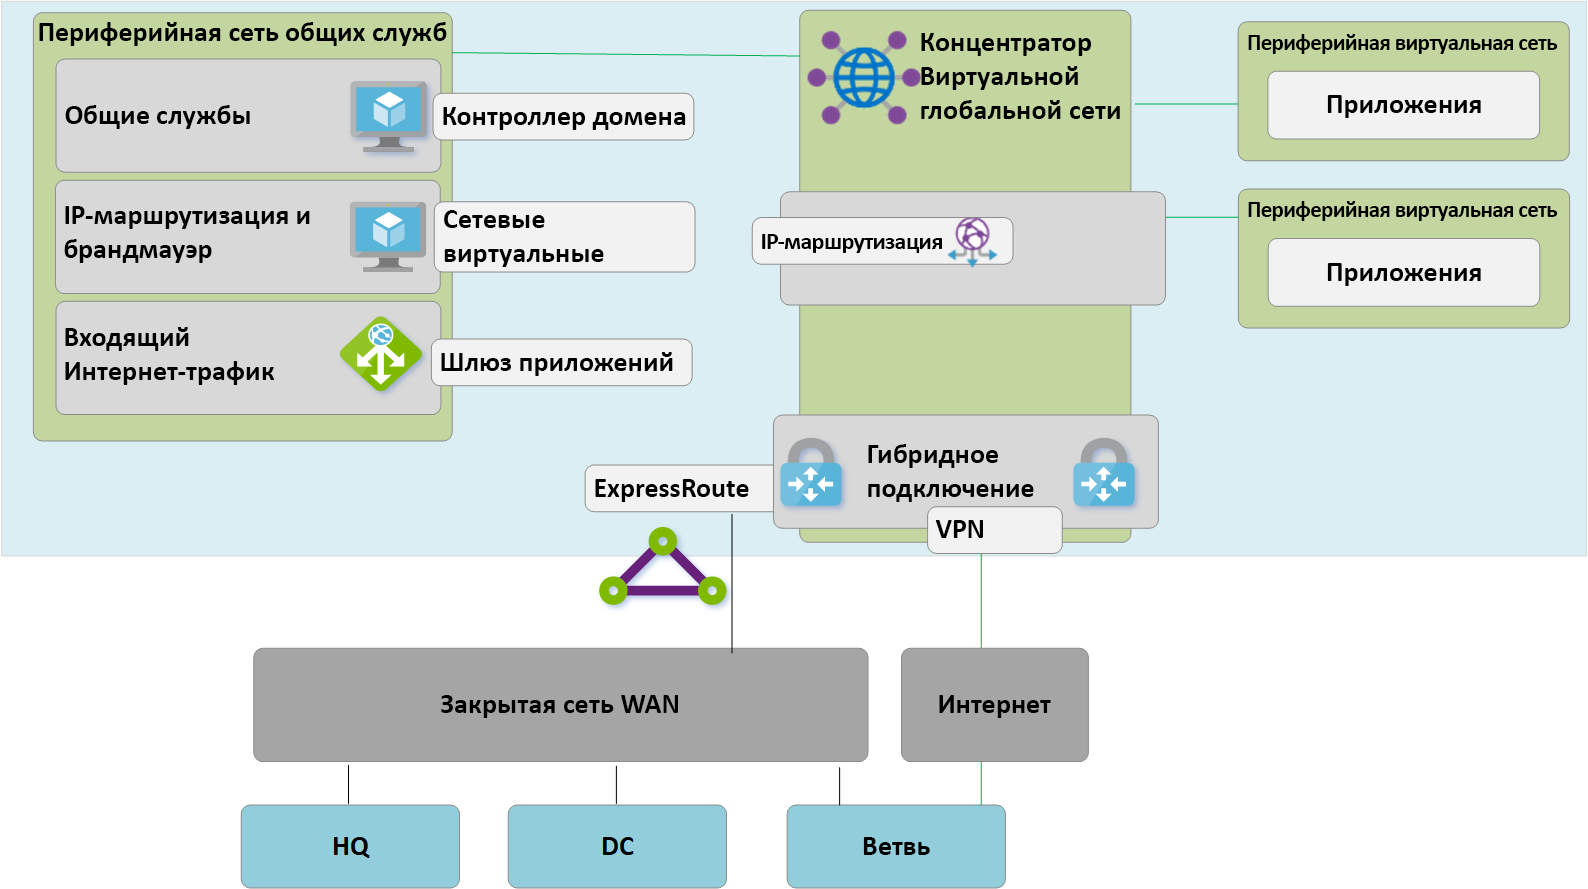 Периферийная сеть общих служб
Общие службы
Контроллер домена
IP-маршрутизация и
брандмауэр
Сетевые
виртуальные
Входящий
Интернет-трафик
Шлюз приложений
Концентратор
Виртуальной
глобальной сети
IP-маршрутизация
Гибридное
подключение
ExpressRoute
VPN
Периферийная виртуальная сеть
Приложения
Периферийная виртуальная сеть
Приложения
Закрытая сеть WAN
Интернет
HQ
DC
Ветвь